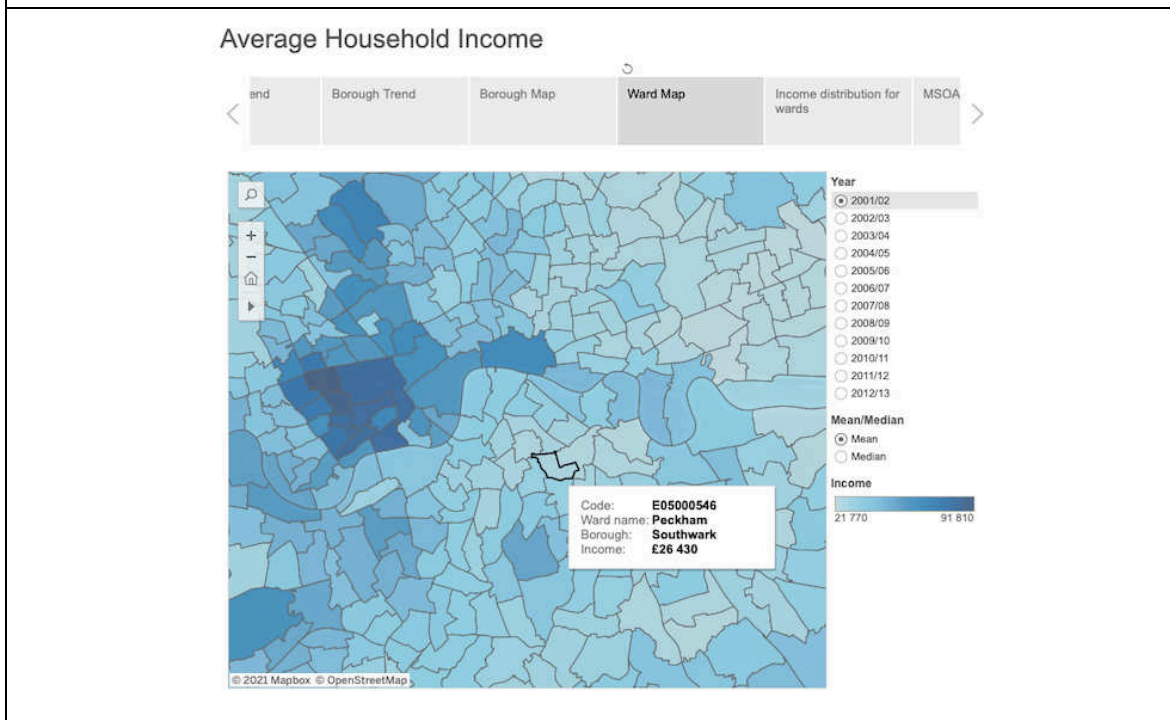 Average Household Income
end
Borough Trend
Borough Map
Ward Map
Income distribution for
wards
MSOA
Year
2001/02
2002/03
2003/04
2004/05
2005/06
2006/07
2007/08
2008/09
2009/10
2010/11
2011/12
2012/13
Mean/Median
Mean
Median
Income
21 770 91 810
Code: E05000546
Ward name: Peckham
Borough: Southwark
Income: £26 430
© 2021 Mapbox © OpenStreetMap